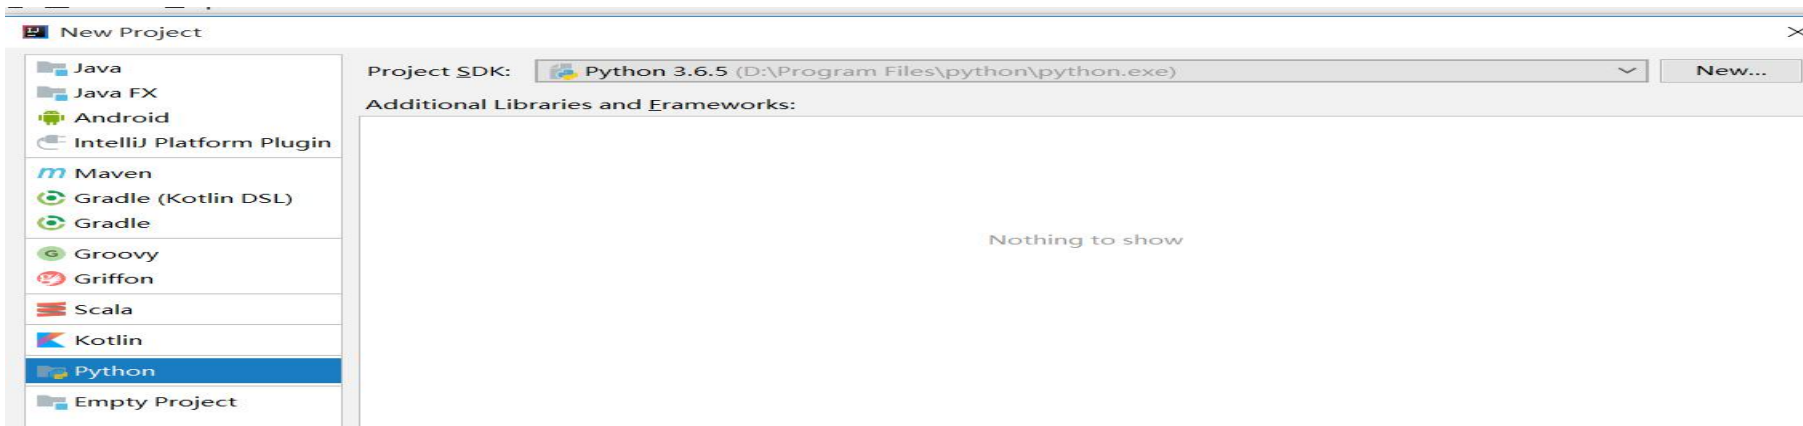 New Project
Java
Java FX
Android
IntelliJ Platform Plugin
Maven
Gradle (Kotlin DSL)
Gradle
Groovy
Griffon
Scala
Kotlin
Python
Empty Project
Project SDK: Python 3.6.5 (D:\Program Files\python\python.exe) New...
Additional Libraries and Frameworks:
Nothing to show